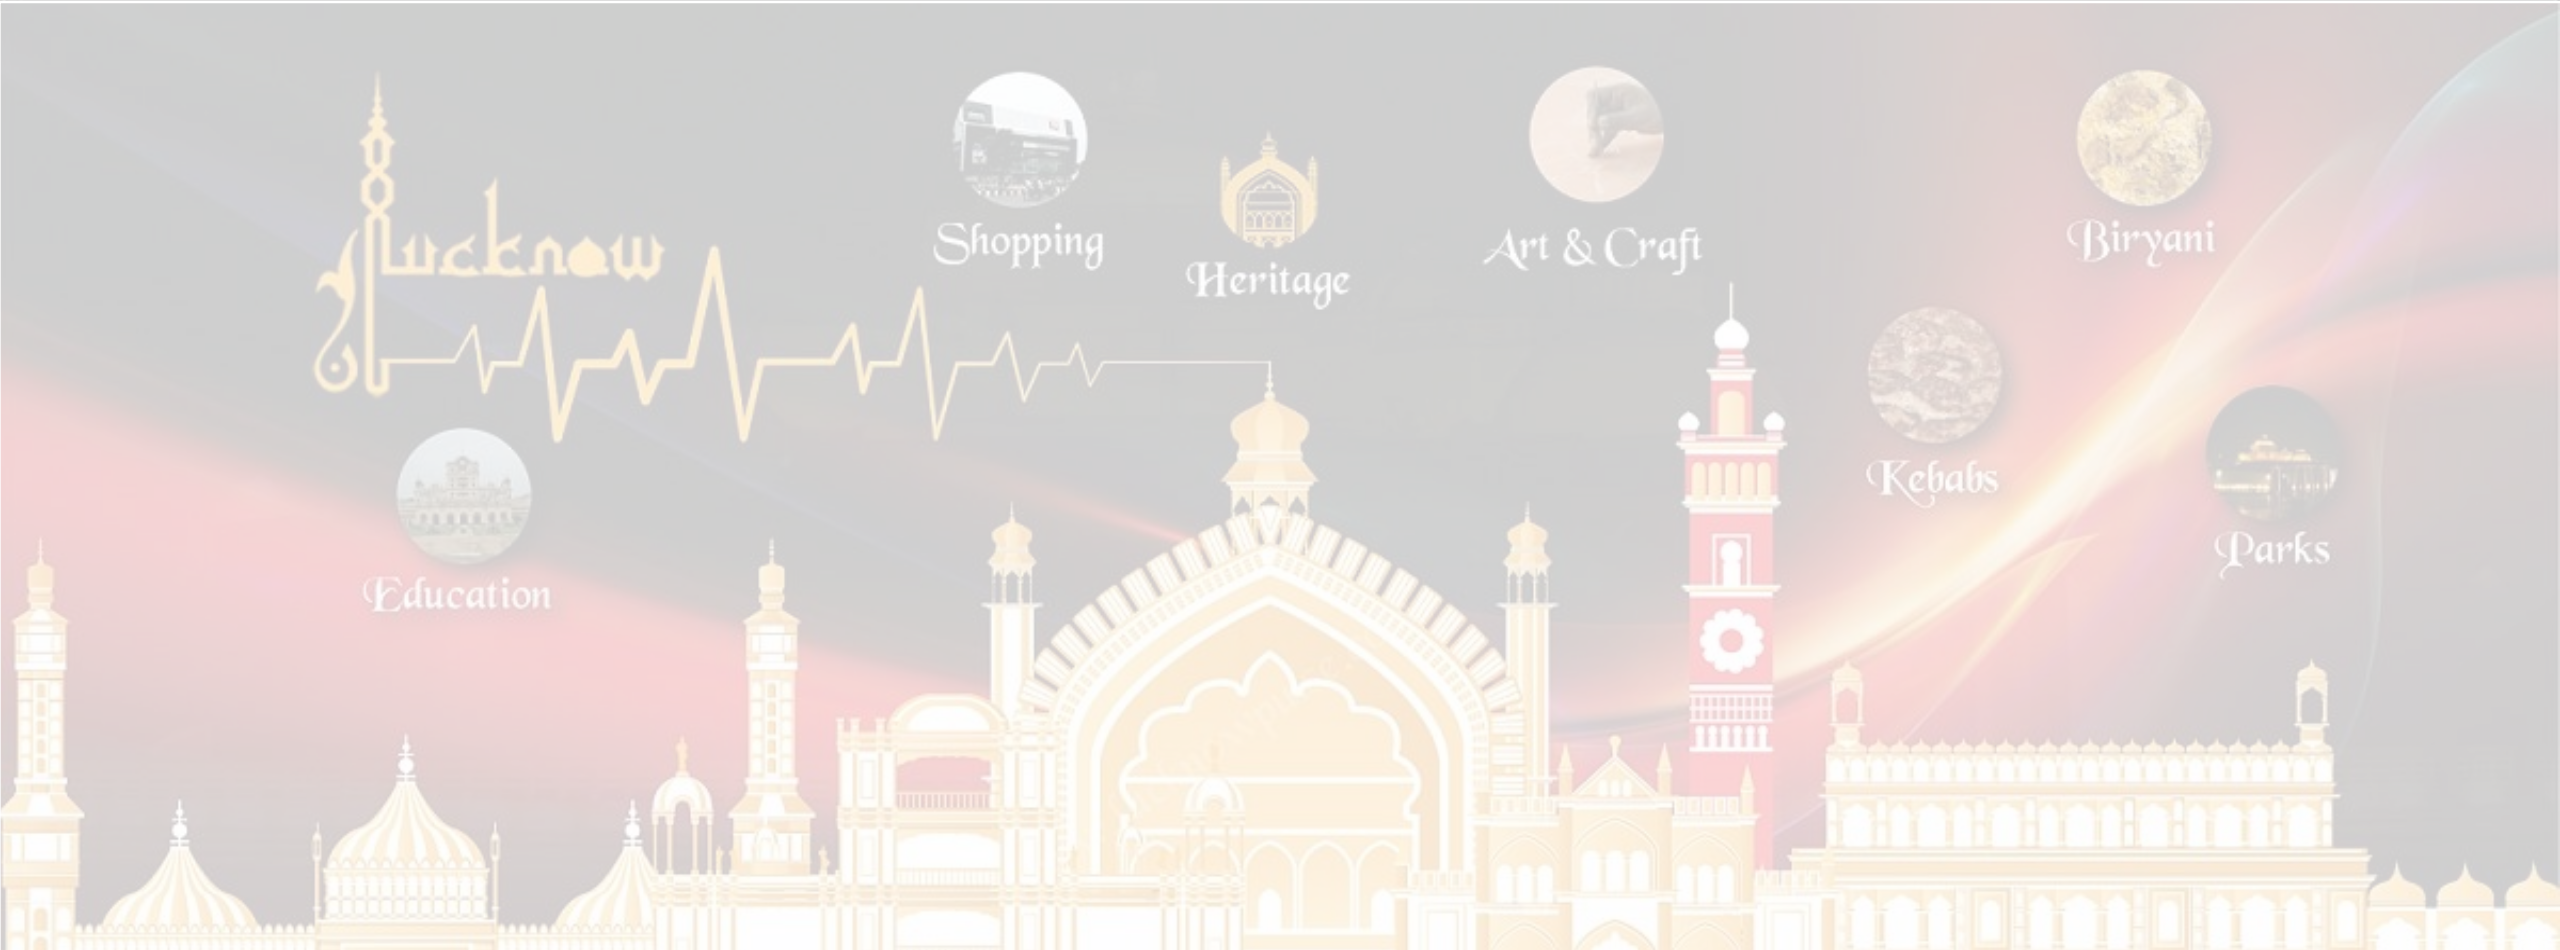 Lucknow
Shopping
Heritage
Art & Craft
Biryani
Kebabs
Parks
Education